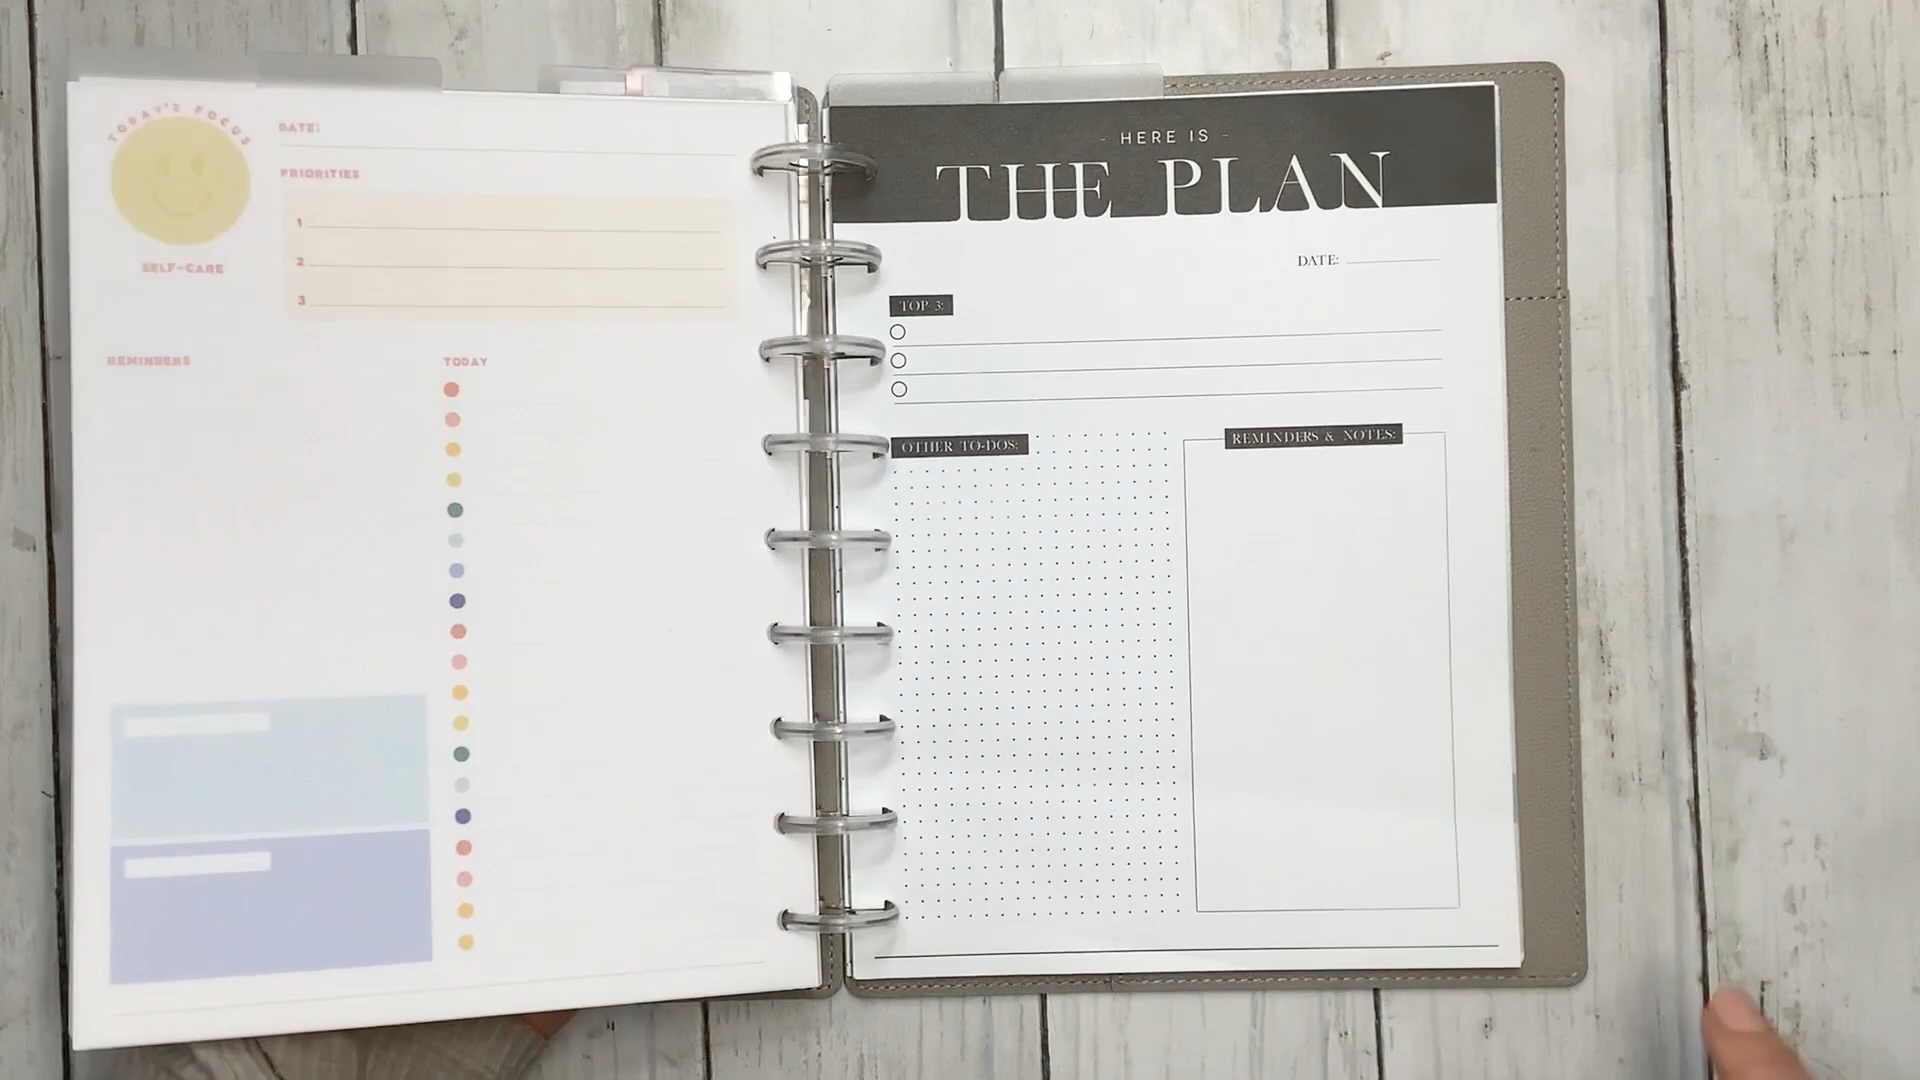 TODAY'S FOCUS
SELF-CARE
DATE:
PRIORITIES
1
2
3
REMINDERS
TODAY
- HERE IS -
THE PLAN
DATE:
TOP 3:
OTHER TO-DOS:
REMINDERS & NOTES: